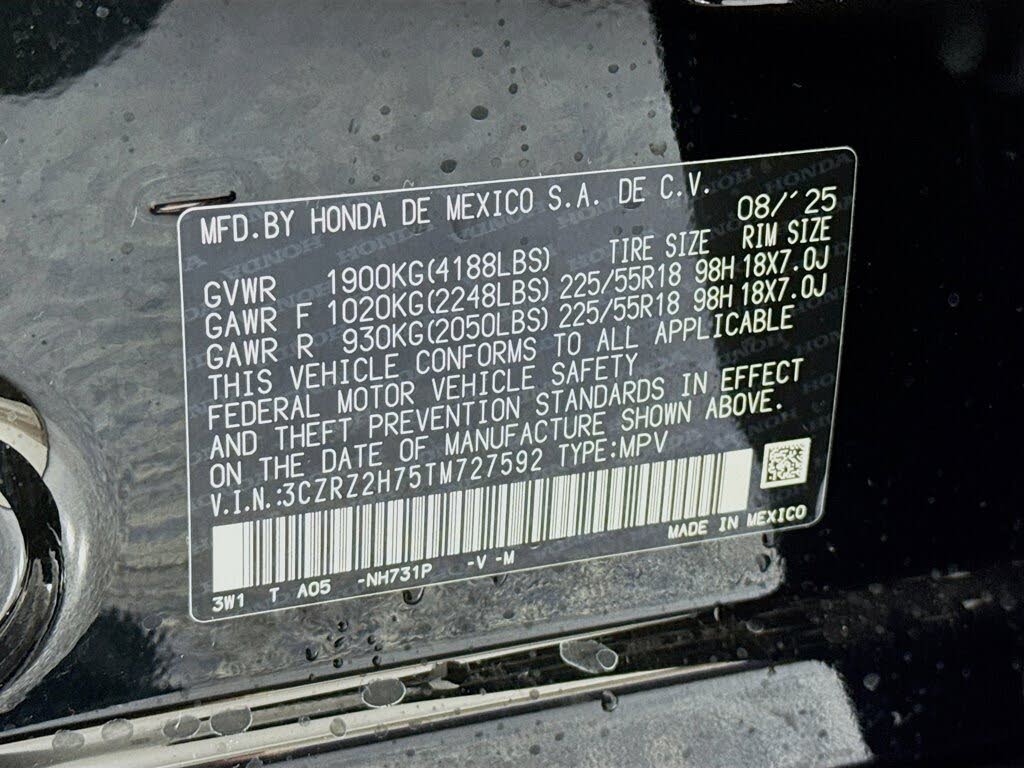 MFD.BY HONDA DE MEXICO S.A. DE C.V. 08/'25
TIRE SIZE RIM SIZE
GVWR 1900KG(4188LBS)
GAWR F 1020KG(2248LBS) 225/55R18 98H 18X7.0J
GAWR R 930KG(2050LBS) 225/55R18 98H 18X7.0J
THIS VEHICLE CONFORMS TO ALL APPLICABLE
FEDERAL MOTOR VEHICLE SAFETY
AND THEFT PREVENTION STANDARDS IN EFFECT
ON THE DATE OF MANUFACTURE SHOWN ABOVE.
V.I.N.:3CZRZ2H75TM727592 TYPE:MPV
MADE IN MEXICO
3W1 T A05 -NH731P -V -M